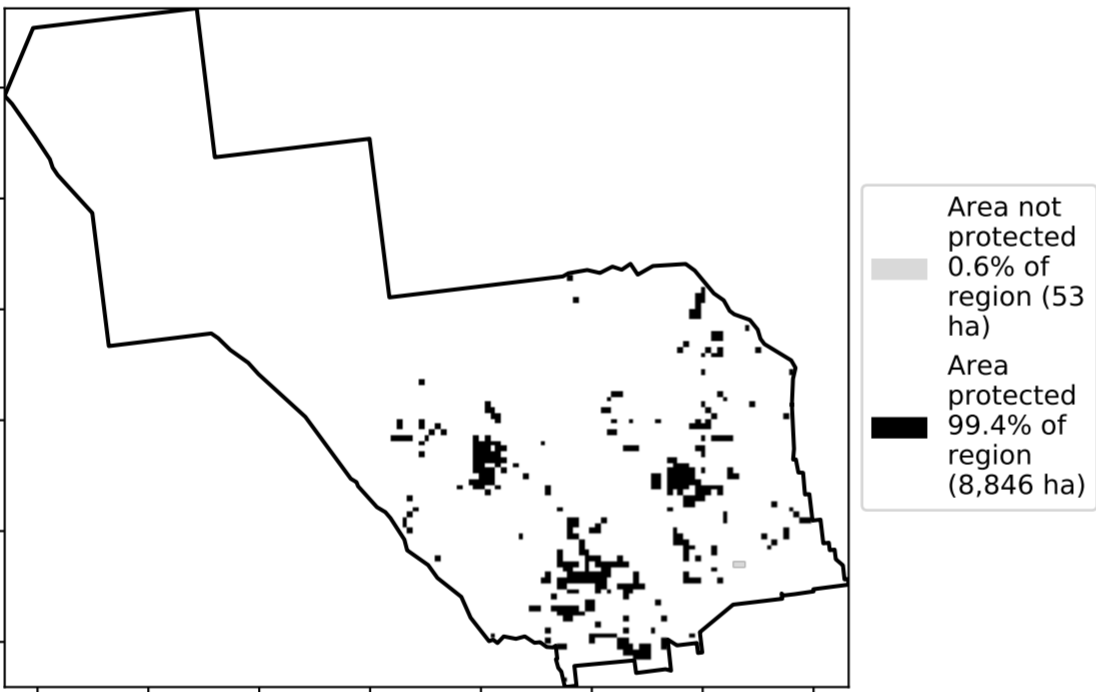 Area not
protected
0.6% of
region (53
ha)
Area
protected
99.4% of
region
(8,846 ha)